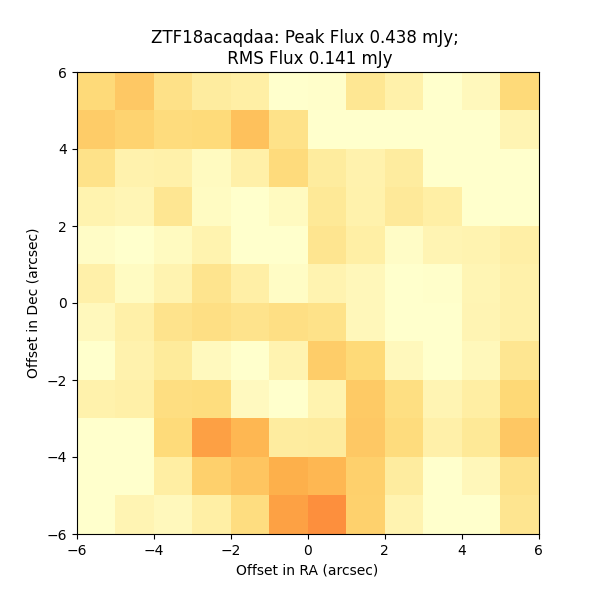 ZTF18acaqdaa: Peak Flux 0.438 mJy;
RMS Flux 0.141 mJy
6
4
2
0
−2
−4
−6
Offset in Dec (arcsec)
−6 −4 −2 0 2 4 6
Offset in RA (arcsec)